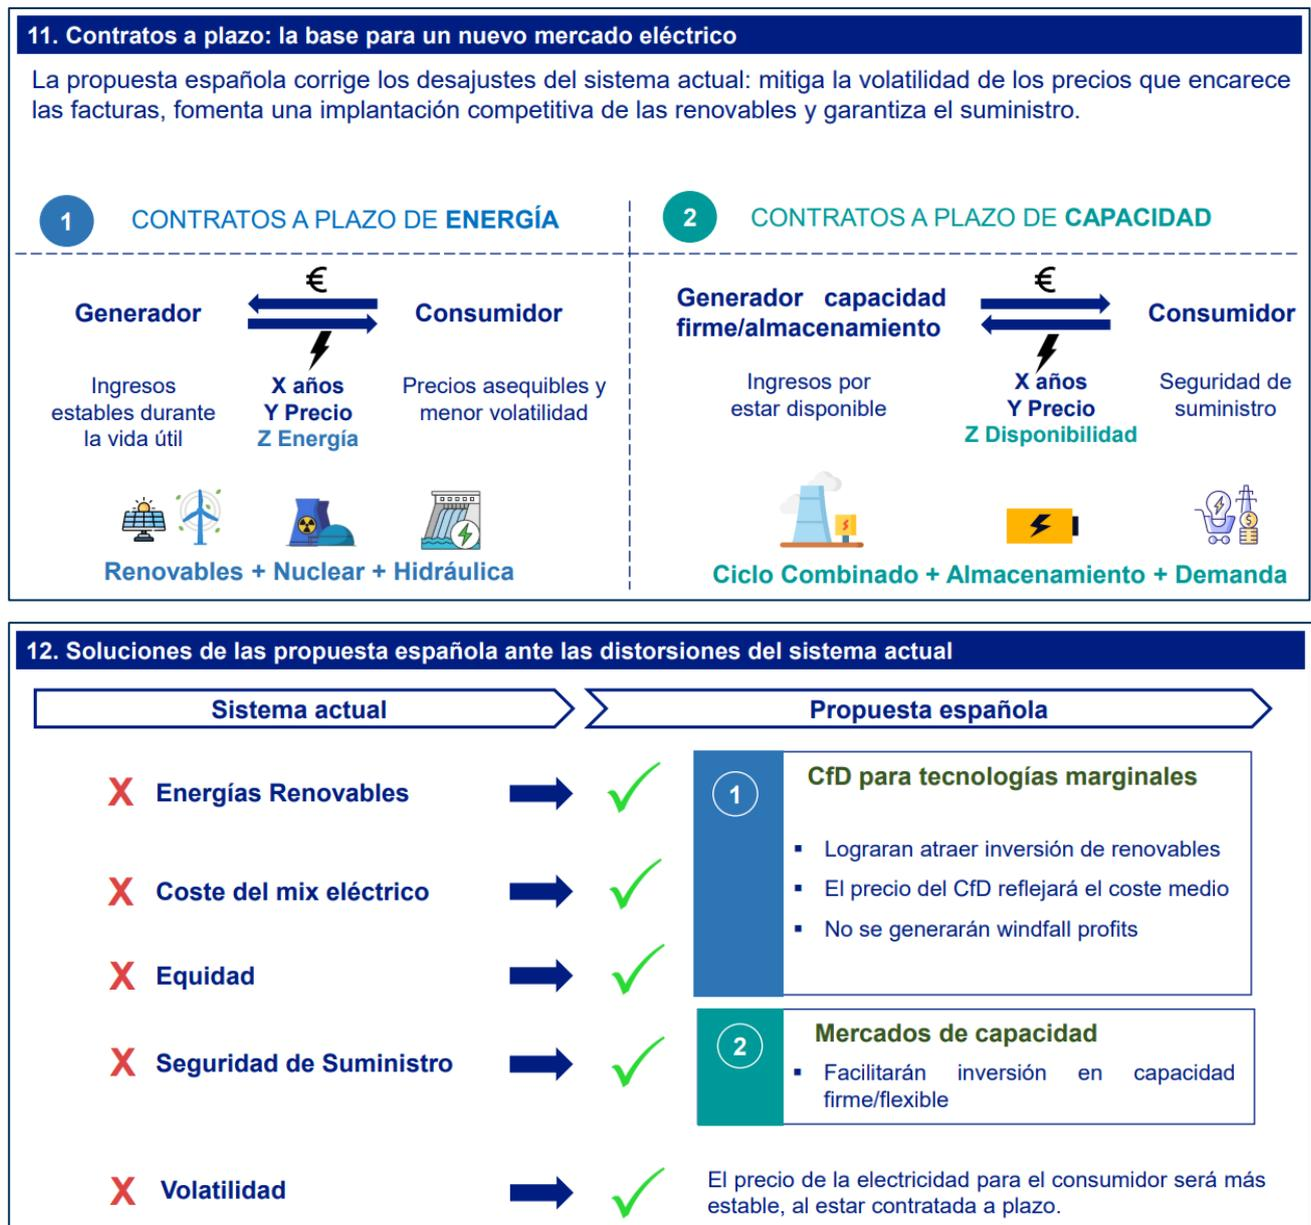 11. Contratos a plazo: la base para un nuevo mercado eléctrico
La propuesta española corrige los desajustes del sistema actual: mitiga la volatilidad de los precios que encarece
las facturas, fomenta una implantación competitiva de las renovables y garantiza el suministro.
1
CONTRATOS A PLAZO DE ENERGÍA
€
Generador
Consumidor
Ingresos
estables durante
la vida útil
X años
Y Precio
Z Energía
Precios asequibles y
menor volatilidad
Renovables + Nuclear + Hidráulica
2
CONTRATOS A PLAZO DE CAPACIDAD
€
Generador capacidad
firme/almacenamiento
Consumidor
Ingresos por
estar disponible
X años
Y Precio
Z Disponibilidad
Seguridad de
suministro
$
Ciclo Combinado + Almacenamiento + Demanda
12. Soluciones de las propuesta española ante las distorsiones del sistema actual
Sistema actual
Propuesta española
X Energías Renovables
X Coste del mix eléctrico
X Equidad
1
CfD para tecnologías marginales
▪ Lograran atraer inversión de renovables
▪ El precio del CfD reflejará el coste medio
▪ No se generarán windfall profits
X Seguridad de Suministro
2
Mercados de capacidad
▪ Facilitarán inversión en capacidad
firme/flexible
X Volatilidad
El precio de la electricidad para el consumidor será más
estable, al estar contratada a plazo.